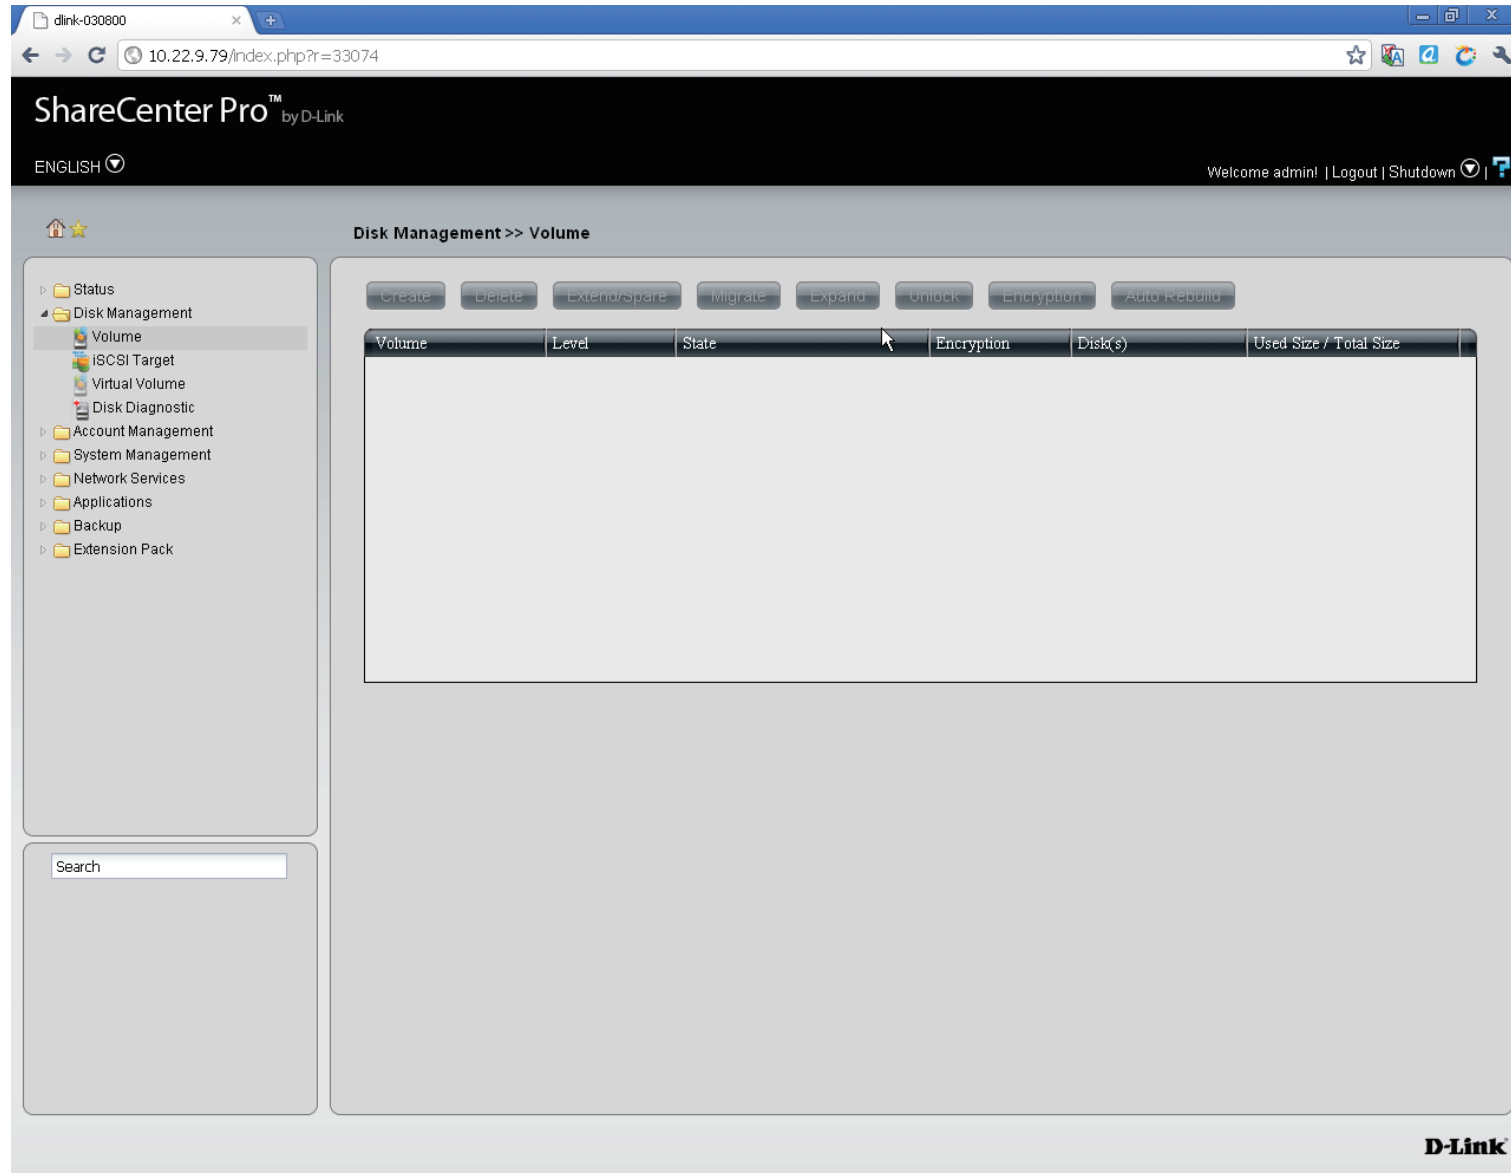 dlink-030800
10.22.9.79/index.php?r=33074
ShareCenter Pro™ by D-Link
ENGLISH
Welcome admin! | Logout | Shutdown |
Disk Management >> Volume
Status
Disk Management
Volume
iSCSI Target
Virtual Volume
Disk Diagnostic
Account Management
System Management
Network Services
Applications
Backup
Extension Pack
Search
Create Delete Extend/Spare Migrate Expand Unlock Encryption Auto Rebuild
Volume Level State Encryption Disk(s) Used Size / Total Size
D-Link